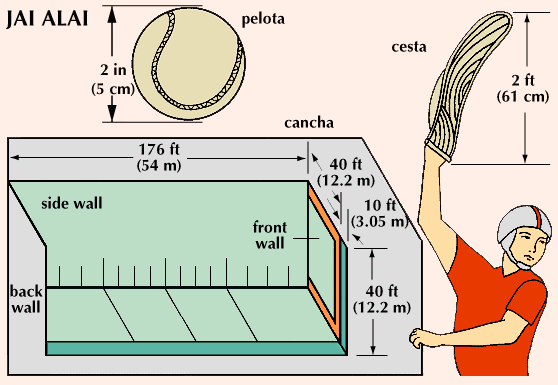 JAI ALAI
pelota
2 in
(5 cm)
cesta
2 ft
(61 cm)
cancha
176 ft
(54 m)
40 ft
(12.2 m)
10 ft
(3.05 m)
side wall
front
wall
back
wall
40 ft
(12.2 m)